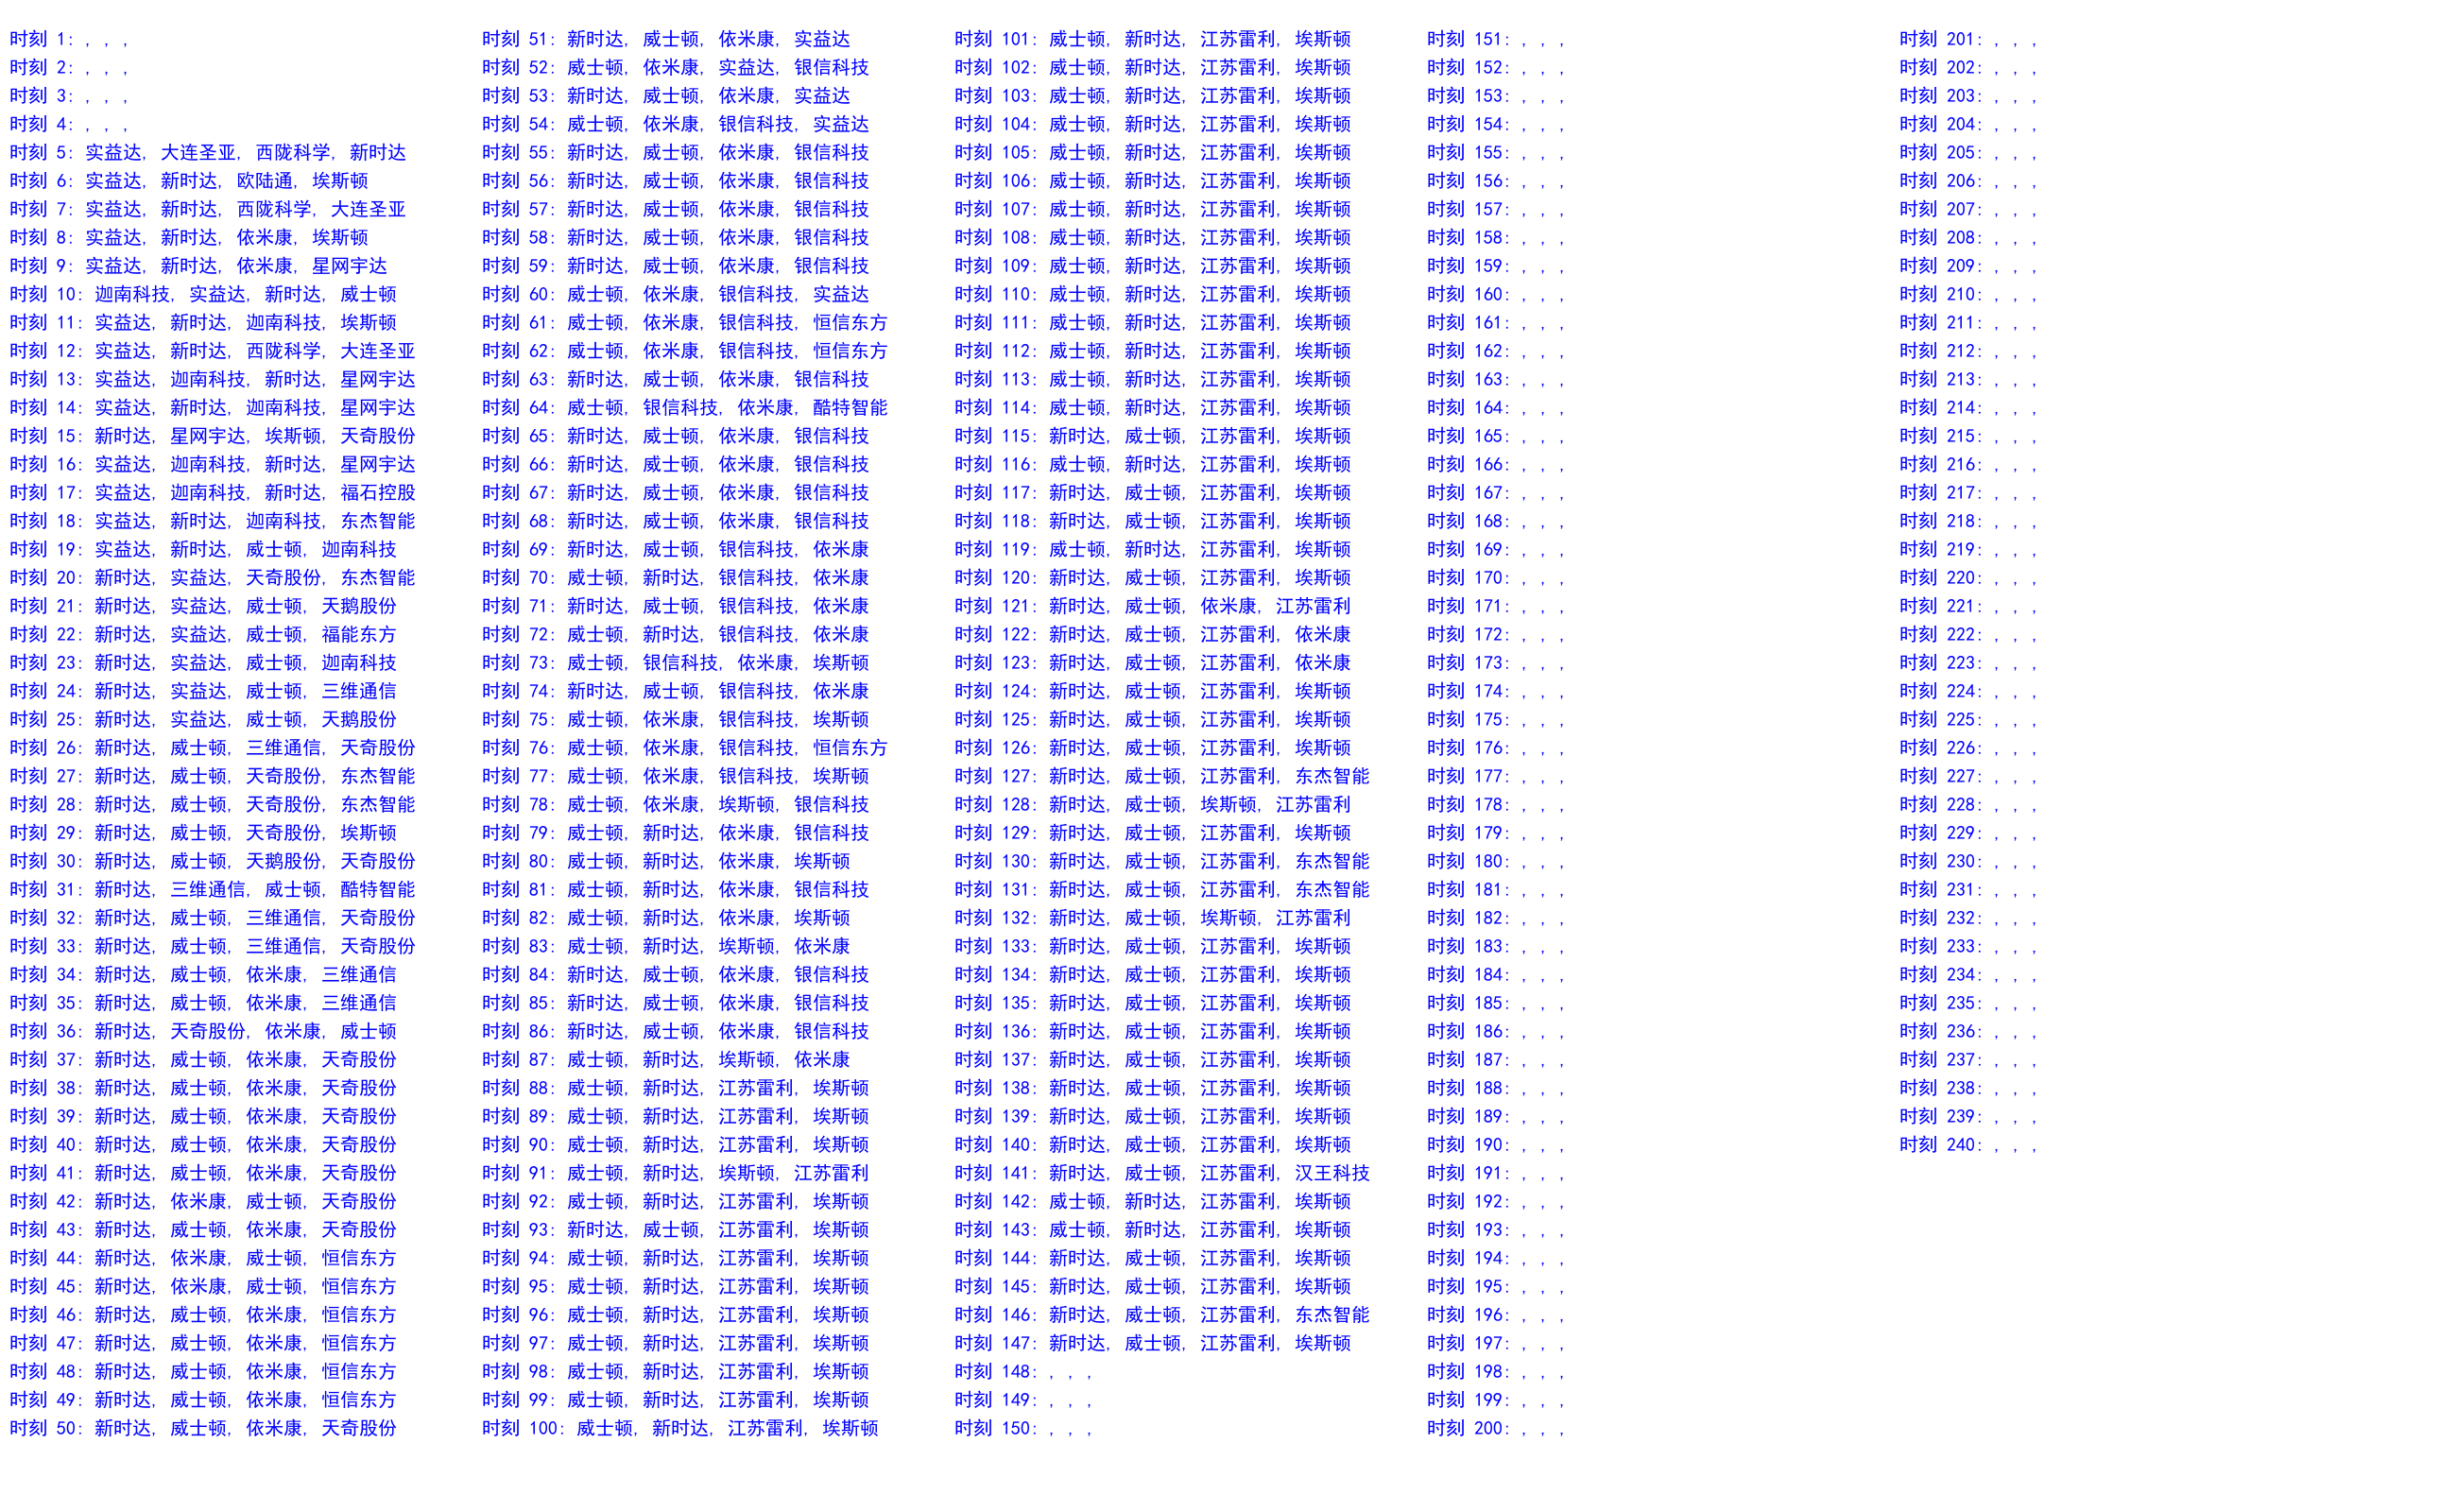 时刻 1: , , ,
时刻 2: , , ,
时刻 3: , , ,
时刻 4: , , ,
时刻 5: 实益达, 大连圣亚, 西陇科学, 新时达
时刻 6: 实益达, 新时达, 欧陆通, 埃斯顿
时刻 7: 实益达, 新时达, 西陇科学, 大连圣亚
时刻 8: 实益达, 新时达, 依米康, 埃斯顿
时刻 9: 实益达, 新时达, 依米康, 星网宇达
时刻 10: 迦南科技, 实益达, 新时达, 威士顿
时刻 11: 实益达, 新时达, 迦南科技, 埃斯顿
时刻 12: 实益达, 新时达, 西陇科学, 大连圣亚
时刻 13: 实益达, 迦南科技, 新时达, 星网宇达
时刻 14: 实益达, 新时达, 迦南科技, 星网宇达
时刻 15: 新时达, 星网宇达, 埃斯顿, 天奇股份
时刻 16: 实益达, 迦南科技, 新时达, 星网宇达
时刻 17: 实益达, 迦南科技, 新时达, 福石控股
时刻 18: 实益达, 新时达, 迦南科技, 东杰智能
时刻 19: 实益达, 新时达, 威士顿, 迦南科技
时刻 20: 新时达, 实益达, 天奇股份, 东杰智能
时刻 21: 新时达, 实益达, 威士顿, 天鹅股份
时刻 22: 新时达, 实益达, 威士顿, 福能东方
时刻 23: 新时达, 实益达, 威士顿, 迦南科技
时刻 24: 新时达, 实益达, 威士顿, 三维通信
时刻 25: 新时达, 实益达, 威士顿, 天鹅股份
时刻 26: 新时达, 威士顿, 三维通信, 天奇股份
时刻 27: 新时达, 威士顿, 天奇股份, 东杰智能
时刻 28: 新时达, 威士顿, 天奇股份, 东杰智能
时刻 29: 新时达, 威士顿, 天奇股份, 埃斯顿
时刻 30: 新时达, 威士顿, 天鹅股份, 天奇股份
时刻 31: 新时达, 三维通信, 威士顿, 酷特智能
时刻 32: 新时达, 威士顿, 三维通信, 天奇股份
时刻 33: 新时达, 威士顿, 三维通信, 天奇股份
时刻 34: 新时达, 威士顿, 依米康, 三维通信
时刻 35: 新时达, 威士顿, 依米康, 三维通信
时刻 36: 新时达, 天奇股份, 依米康, 威士顿
时刻 37: 新时达, 威士顿, 依米康, 天奇股份
时刻 38: 新时达, 威士顿, 依米康, 天奇股份
时刻 39: 新时达, 威士顿, 依米康, 天奇股份
时刻 40: 新时达, 威士顿, 依米康, 天奇股份
时刻 41: 新时达, 威士顿, 依米康, 天奇股份
时刻 42: 新时达, 依米康, 威士顿, 天奇股份
时刻 43: 新时达, 威士顿, 依米康, 天奇股份
时刻 44: 新时达, 依米康, 威士顿, 恒信东方
时刻 45: 新时达, 依米康, 威士顿, 恒信东方
时刻 46: 新时达, 威士顿, 依米康, 恒信东方
时刻 47: 新时达, 威士顿, 依米康, 恒信东方
时刻 48: 新时达, 威士顿, 依米康, 恒信东方
时刻 49: 新时达, 威士顿, 依米康, 恒信东方
时刻 50: 新时达, 威士顿, 依米康, 天奇股份
时刻 51: 新时达, 威士顿, 依米康, 实益达
时刻 52: 威士顿, 依米康, 实益达, 银信科技
时刻 53: 新时达, 威士顿, 依米康, 实益达
时刻 54: 威士顿, 依米康, 银信科技, 实益达
时刻 55: 新时达, 威士顿, 依米康, 银信科技
时刻 56: 新时达, 威士顿, 依米康, 银信科技
时刻 57: 新时达, 威士顿, 依米康, 银信科技
时刻 58: 新时达, 威士顿, 依米康, 银信科技
时刻 59: 新时达, 威士顿, 依米康, 银信科技
时刻 60: 威士顿, 依米康, 银信科技, 实益达
时刻 61: 威士顿, 依米康, 银信科技, 恒信东方
时刻 62: 威士顿, 依米康, 银信科技, 恒信东方
时刻 63: 新时达, 威士顿, 依米康, 银信科技
时刻 64: 威士顿, 银信科技, 依米康, 酷特智能
时刻 65: 新时达, 威士顿, 依米康, 银信科技
时刻 66: 新时达, 威士顿, 依米康, 银信科技
时刻 67: 新时达, 威士顿, 依米康, 银信科技
时刻 68: 新时达, 威士顿, 依米康, 银信科技
时刻 69: 新时达, 威士顿, 银信科技, 依米康
时刻 70: 威士顿, 新时达, 银信科技, 依米康
时刻 71: 新时达, 威士顿, 银信科技, 依米康
时刻 72: 威士顿, 新时达, 银信科技, 依米康
时刻 73: 威士顿, 银信科技, 依米康, 埃斯顿
时刻 74: 新时达, 威士顿, 银信科技, 依米康
时刻 75: 威士顿, 依米康, 银信科技, 埃斯顿
时刻 76: 威士顿, 依米康, 银信科技, 恒信东方
时刻 77: 威士顿, 依米康, 银信科技, 埃斯顿
时刻 78: 威士顿, 依米康, 埃斯顿, 银信科技
时刻 79: 威士顿, 新时达, 依米康, 银信科技
时刻 80: 威士顿, 新时达, 依米康, 埃斯顿
时刻 81: 威士顿, 新时达, 依米康, 银信科技
时刻 82: 威士顿, 新时达, 依米康, 埃斯顿
时刻 83: 威士顿, 新时达, 埃斯顿, 依米康
时刻 84: 新时达, 威士顿, 依米康, 银信科技
时刻 85: 新时达, 威士顿, 依米康, 银信科技
时刻 86: 新时达, 威士顿, 依米康, 银信科技
时刻 87: 威士顿, 新时达, 埃斯顿, 依米康
时刻 88: 威士顿, 新时达, 江苏雷利, 埃斯顿
时刻 89: 威士顿, 新时达, 江苏雷利, 埃斯顿
时刻 90: 威士顿, 新时达, 江苏雷利, 埃斯顿
时刻 91: 威士顿, 新时达, 埃斯顿, 江苏雷利
时刻 92: 威士顿, 新时达, 江苏雷利, 埃斯顿
时刻 93: 新时达, 威士顿, 江苏雷利, 埃斯顿
时刻 94: 威士顿, 新时达, 江苏雷利, 埃斯顿
时刻 95: 威士顿, 新时达, 江苏雷利, 埃斯顿
时刻 96: 威士顿, 新时达, 江苏雷利, 埃斯顿
时刻 97: 威士顿, 新时达, 江苏雷利, 埃斯顿
时刻 98: 威士顿, 新时达, 江苏雷利, 埃斯顿
时刻 99: 威士顿, 新时达, 江苏雷利, 埃斯顿
时刻 100: 威士顿, 新时达, 江苏雷利, 埃斯顿
时刻 101: 威士顿, 新时达, 江苏雷利, 埃斯顿
时刻 102: 威士顿, 新时达, 江苏雷利, 埃斯顿
时刻 103: 威士顿, 新时达, 江苏雷利, 埃斯顿
时刻 104: 威士顿, 新时达, 江苏雷利, 埃斯顿
时刻 105: 威士顿, 新时达, 江苏雷利, 埃斯顿
时刻 106: 威士顿, 新时达, 江苏雷利, 埃斯顿
时刻 107: 威士顿, 新时达, 江苏雷利, 埃斯顿
时刻 108: 威士顿, 新时达, 江苏雷利, 埃斯顿
时刻 109: 威士顿, 新时达, 江苏雷利, 埃斯顿
时刻 110: 威士顿, 新时达, 江苏雷利, 埃斯顿
时刻 111: 威士顿, 新时达, 江苏雷利, 埃斯顿
时刻 112: 威士顿, 新时达, 江苏雷利, 埃斯顿
时刻 113: 威士顿, 新时达, 江苏雷利, 埃斯顿
时刻 114: 威士顿, 新时达, 江苏雷利, 埃斯顿
时刻 115: 新时达, 威士顿, 江苏雷利, 埃斯顿
时刻 116: 威士顿, 新时达, 江苏雷利, 埃斯顿
时刻 117: 新时达, 威士顿, 江苏雷利, 埃斯顿
时刻 118: 新时达, 威士顿, 江苏雷利, 埃斯顿
时刻 119: 威士顿, 新时达, 江苏雷利, 埃斯顿
时刻 120: 新时达, 威士顿, 江苏雷利, 埃斯顿
时刻 121: 新时达, 威士顿, 依米康, 江苏雷利
时刻 122: 新时达, 威士顿, 江苏雷利, 依米康
时刻 123: 新时达, 威士顿, 江苏雷利, 依米康
时刻 124: 新时达, 威士顿, 江苏雷利, 埃斯顿
时刻 125: 新时达, 威士顿, 江苏雷利, 埃斯顿
时刻 126: 新时达, 威士顿, 江苏雷利, 埃斯顿
时刻 127: 新时达, 威士顿, 江苏雷利, 东杰智能
时刻 128: 新时达, 威士顿, 埃斯顿, 江苏雷利
时刻 129: 新时达, 威士顿, 江苏雷利, 埃斯顿
时刻 130: 新时达, 威士顿, 江苏雷利, 东杰智能
时刻 131: 新时达, 威士顿, 江苏雷利, 东杰智能
时刻 132: 新时达, 威士顿, 埃斯顿, 江苏雷利
时刻 133: 新时达, 威士顿, 江苏雷利, 埃斯顿
时刻 134: 新时达, 威士顿, 江苏雷利, 埃斯顿
时刻 135: 新时达, 威士顿, 江苏雷利, 埃斯顿
时刻 136: 新时达, 威士顿, 江苏雷利, 埃斯顿
时刻 137: 新时达, 威士顿, 江苏雷利, 埃斯顿
时刻 138: 新时达, 威士顿, 江苏雷利, 埃斯顿
时刻 139: 新时达, 威士顿, 江苏雷利, 埃斯顿
时刻 140: 新时达, 威士顿, 江苏雷利, 埃斯顿
时刻 141: 新时达, 威士顿, 江苏雷利, 汉王科技
时刻 142: 威士顿, 新时达, 江苏雷利, 埃斯顿
时刻 143: 威士顿, 新时达, 江苏雷利, 埃斯顿
时刻 144: 新时达, 威士顿, 江苏雷利, 埃斯顿
时刻 145: 新时达, 威士顿, 江苏雷利, 埃斯顿
时刻 146: 新时达, 威士顿, 江苏雷利, 东杰智能
时刻 147: 新时达, 威士顿, 江苏雷利, 埃斯顿
时刻 148: , , ,
时刻 149: , , ,
时刻 150: , , ,
时刻 151: , , ,
时刻 152: , , ,
时刻 153: , , ,
时刻 154: , , ,
时刻 155: , , ,
时刻 156: , , ,
时刻 157: , , ,
时刻 158: , , ,
时刻 159: , , ,
时刻 160: , , ,
时刻 161: , , ,
时刻 162: , , ,
时刻 163: , , ,
时刻 164: , , ,
时刻 165: , , ,
时刻 166: , , ,
时刻 167: , , ,
时刻 168: , , ,
时刻 169: , , ,
时刻 170: , , ,
时刻 171: , , ,
时刻 172: , , ,
时刻 173: , , ,
时刻 174: , , ,
时刻 175: , , ,
时刻 176: , , ,
时刻 177: , , ,
时刻 178: , , ,
时刻 179: , , ,
时刻 180: , , ,
时刻 181: , , ,
时刻 182: , , ,
时刻 183: , , ,
时刻 184: , , ,
时刻 185: , , ,
时刻 186: , , ,
时刻 187: , , ,
时刻 188: , , ,
时刻 189: , , ,
时刻 190: , , ,
时刻 191: , , ,
时刻 192: , , ,
时刻 193: , , ,
时刻 194: , , ,
时刻 195: , , ,
时刻 196: , , ,
时刻 197: , , ,
时刻 198: , , ,
时刻 199: , , ,
时刻 200: , , ,
时刻 201: , , ,
时刻 202: , , ,
时刻 203: , , ,
时刻 204: , , ,
时刻 205: , , ,
时刻 206: , , ,
时刻 207: , , ,
时刻 208: , , ,
时刻 209: , , ,
时刻 210: , , ,
时刻 211: , , ,
时刻 212: , , ,
时刻 213: , , ,
时刻 214: , , ,
时刻 215: , , ,
时刻 216: , , ,
时刻 217: , , ,
时刻 218: , , ,
时刻 219: , , ,
时刻 220: , , ,
时刻 221: , , ,
时刻 222: , , ,
时刻 223: , , ,
时刻 224: , , ,
时刻 225: , , ,
时刻 226: , , ,
时刻 227: , , ,
时刻 228: , , ,
时刻 229: , , ,
时刻 230: , , ,
时刻 231: , , ,
时刻 232: , , ,
时刻 233: , , ,
时刻 234: , , ,
时刻 235: , , ,
时刻 236: , , ,
时刻 237: , , ,
时刻 238: , , ,
时刻 239: , , ,
时刻 240: , , ,